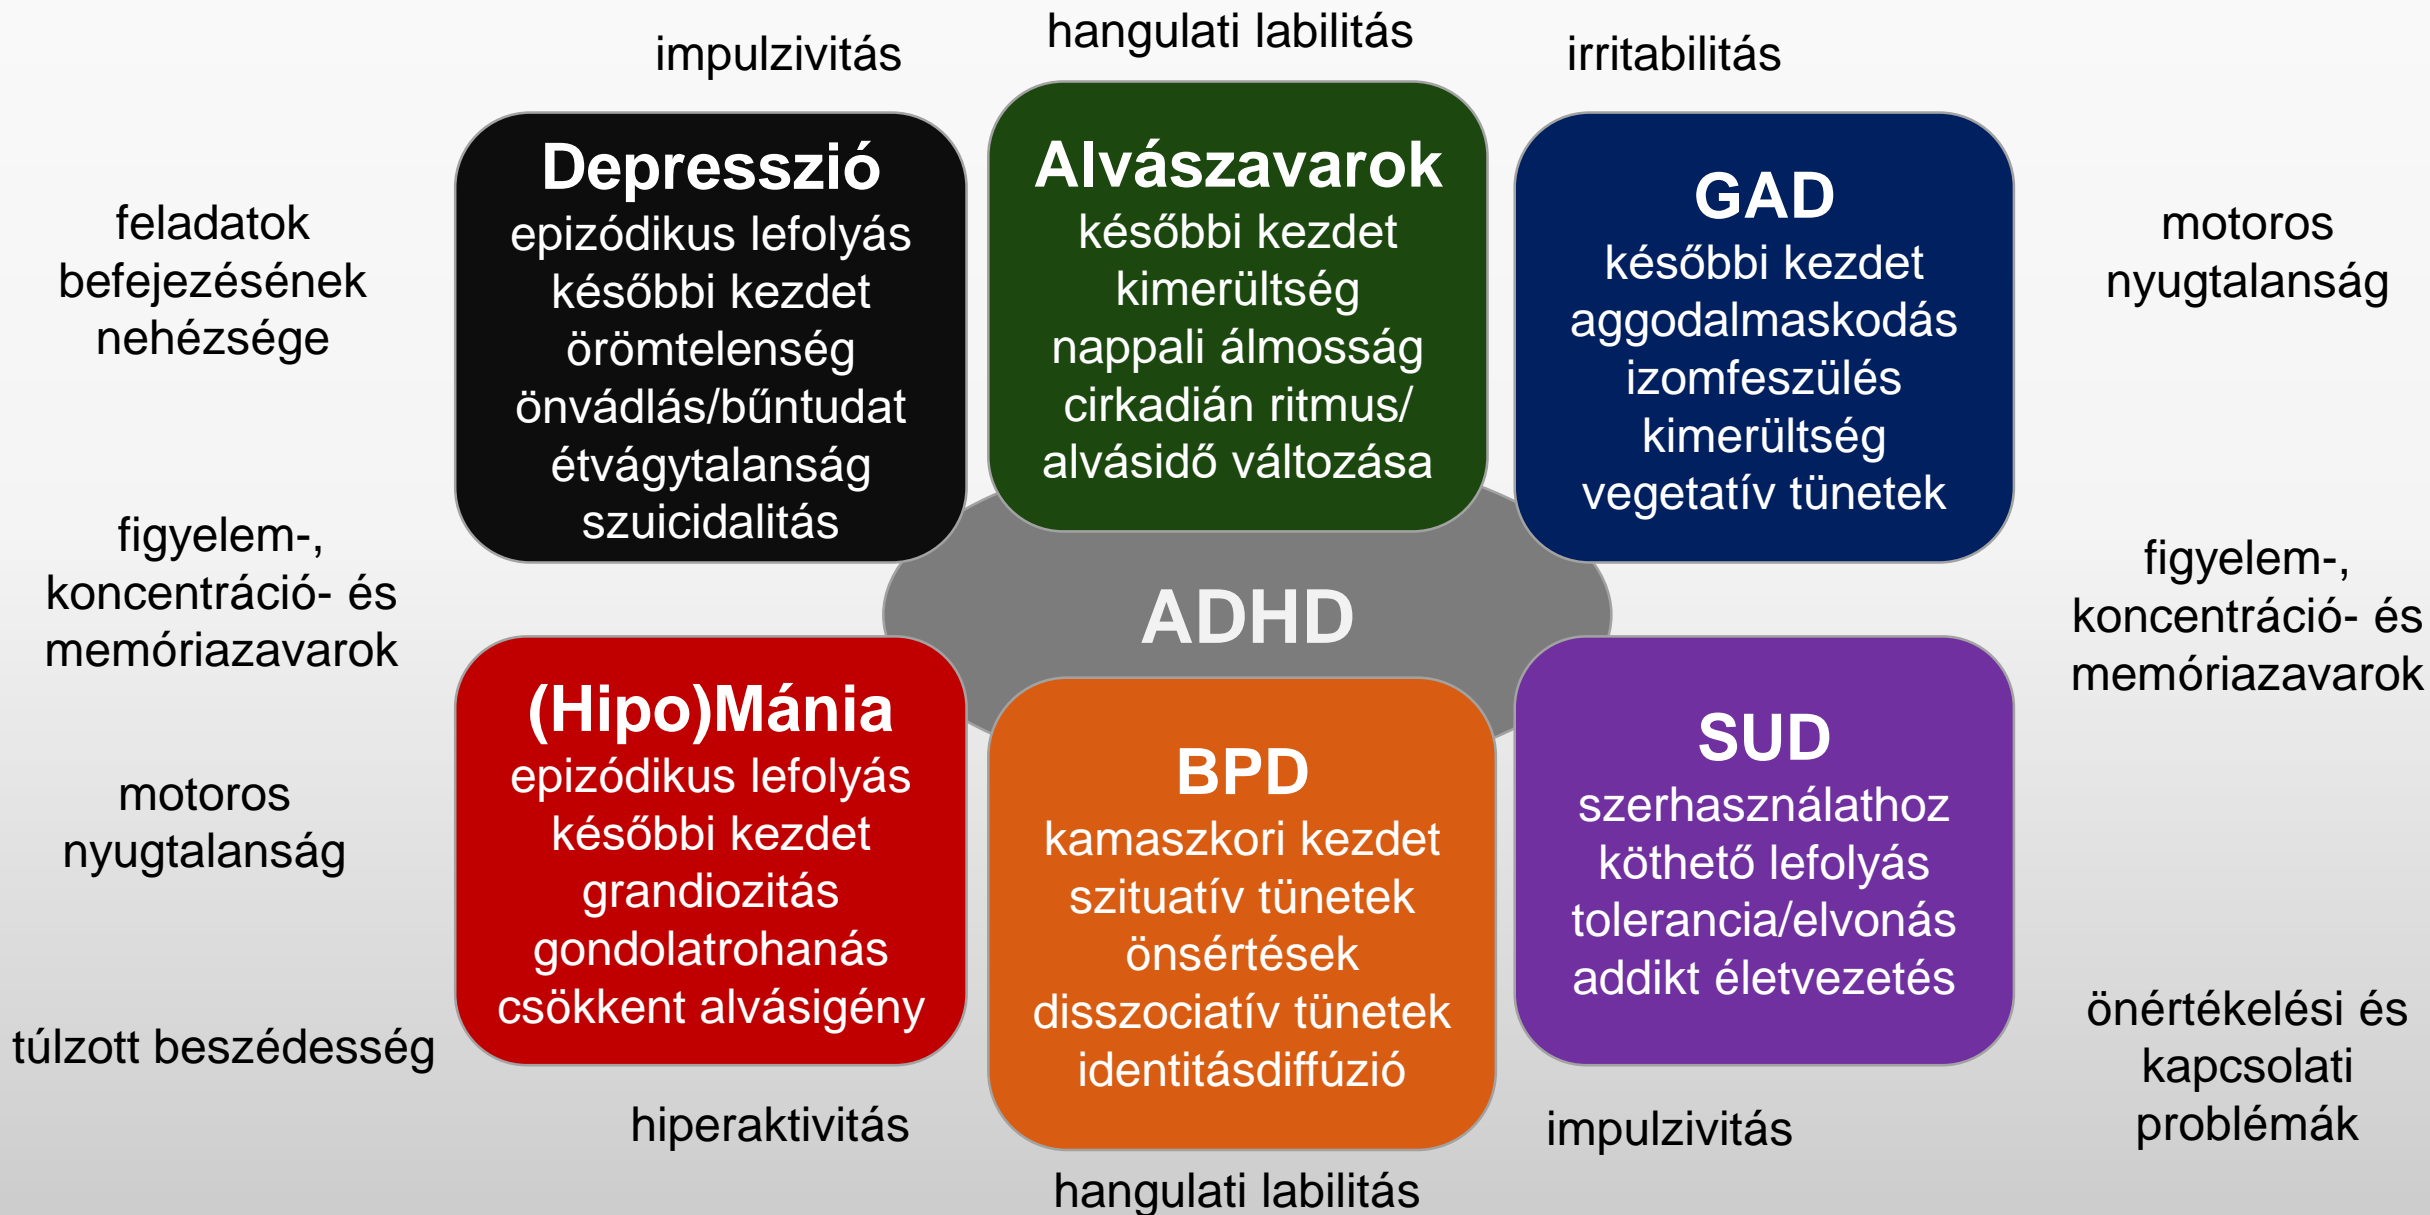 impulzivitás
hangulati labilitás
irritabilitás
feladatok
befejezésének
nehézsége
figyelem-,
koncentráció- és
memóriazavarok
motoros
nyugtalanság
túlzott beszédesség
Depresszió
epizódikus lefolyás
későbbi kezdet
örömtelenség
önvádlás/bűntudat
étvágytalanság
szuicidalitás
Alvászavarok
későbbi kezdet
kimerültség
nappali álmosság
cirkadián ritmus/
alvásidő változása
GAD
későbbi kezdet
aggodalmaskodás
izomfeszülés
kimerültség
vegetatív tünetek
ADHD
(Hipo)Mánia
epizódikus lefolyás
későbbi kezdet
grandiozitás
gondolatrohanás
csökkent alvásigény
BPD
kamaszkori kezdet
szituatív tünetek
önsértések
disszociatív tünetek
identitásdiffúzió
SUD
szerhasználathoz
köthető lefolyás
tolerancia/elvonás
addikt életvezetés
motoros
nyugtalanság
figyelem-,
koncentráció- és
memóriazavarok
önértékelési és
kapcsolati
problémák
hiperaktivitás
hangulati labilitás
impulzivitás